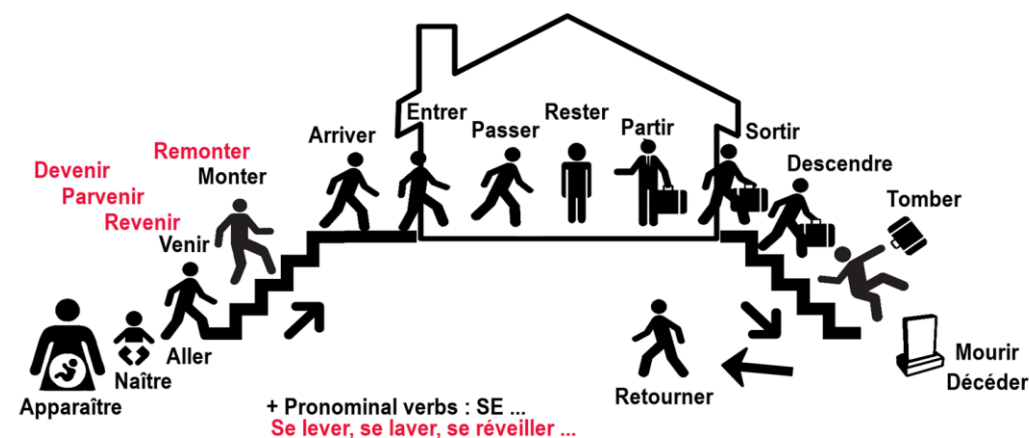 Entrer
Rester
Passer
Partir
Arriver
Sortir
Remonter
Monter
Devenir
Parvenir
Revenir
Venir
Descendre
Tomber
Aller
Naître
Apparaître
Retourner
Mourir
Décéder
+ Pronominal verbs : SE ...
Se lever, se laver, se réveiller ...